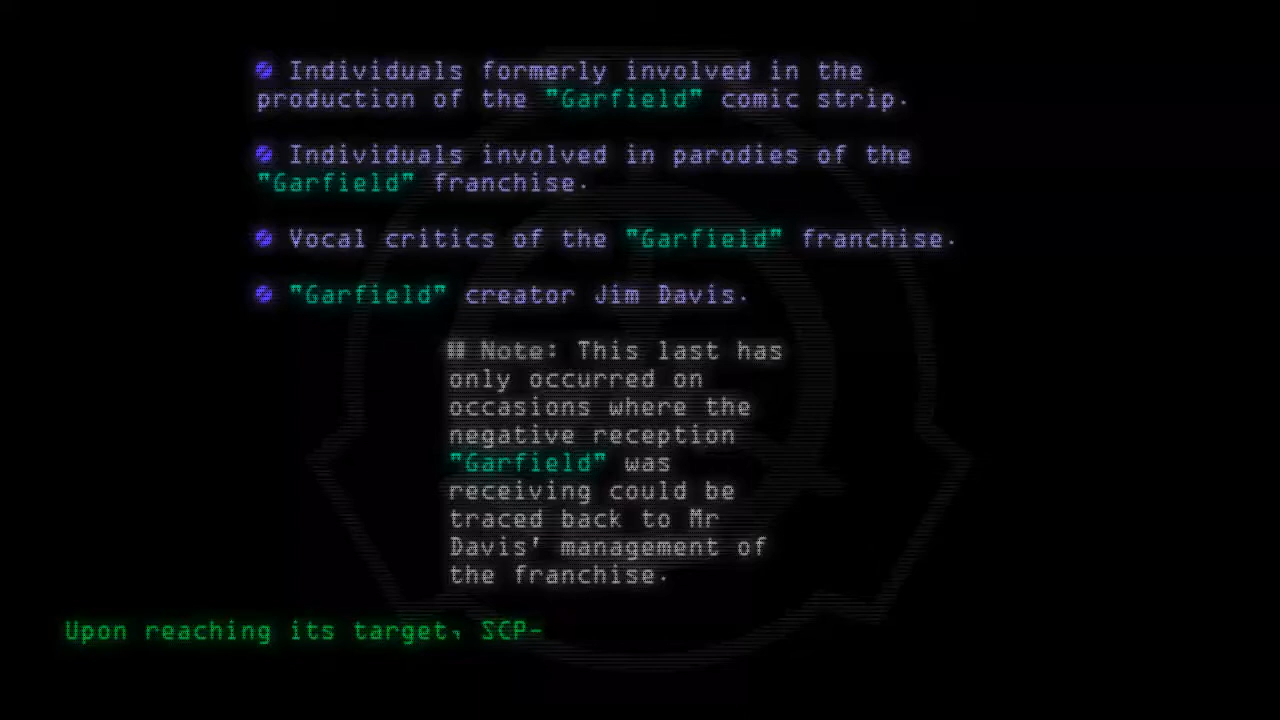 ● Individuals formerly involved in the
production of the "Garfield" comic strip.
● Individuals involved in parodies of the
"Garfield" franchise.
● Vocal critics of the "Garfield" franchise.
● "Garfield" creator Jim Davis.
# Note: This last has
only occurred on
occasions where the
negative reception
"Garfield" was
receiving could be
traced back to Mr
Davis' management of
the franchise.
Upon reaching its target, SCP-